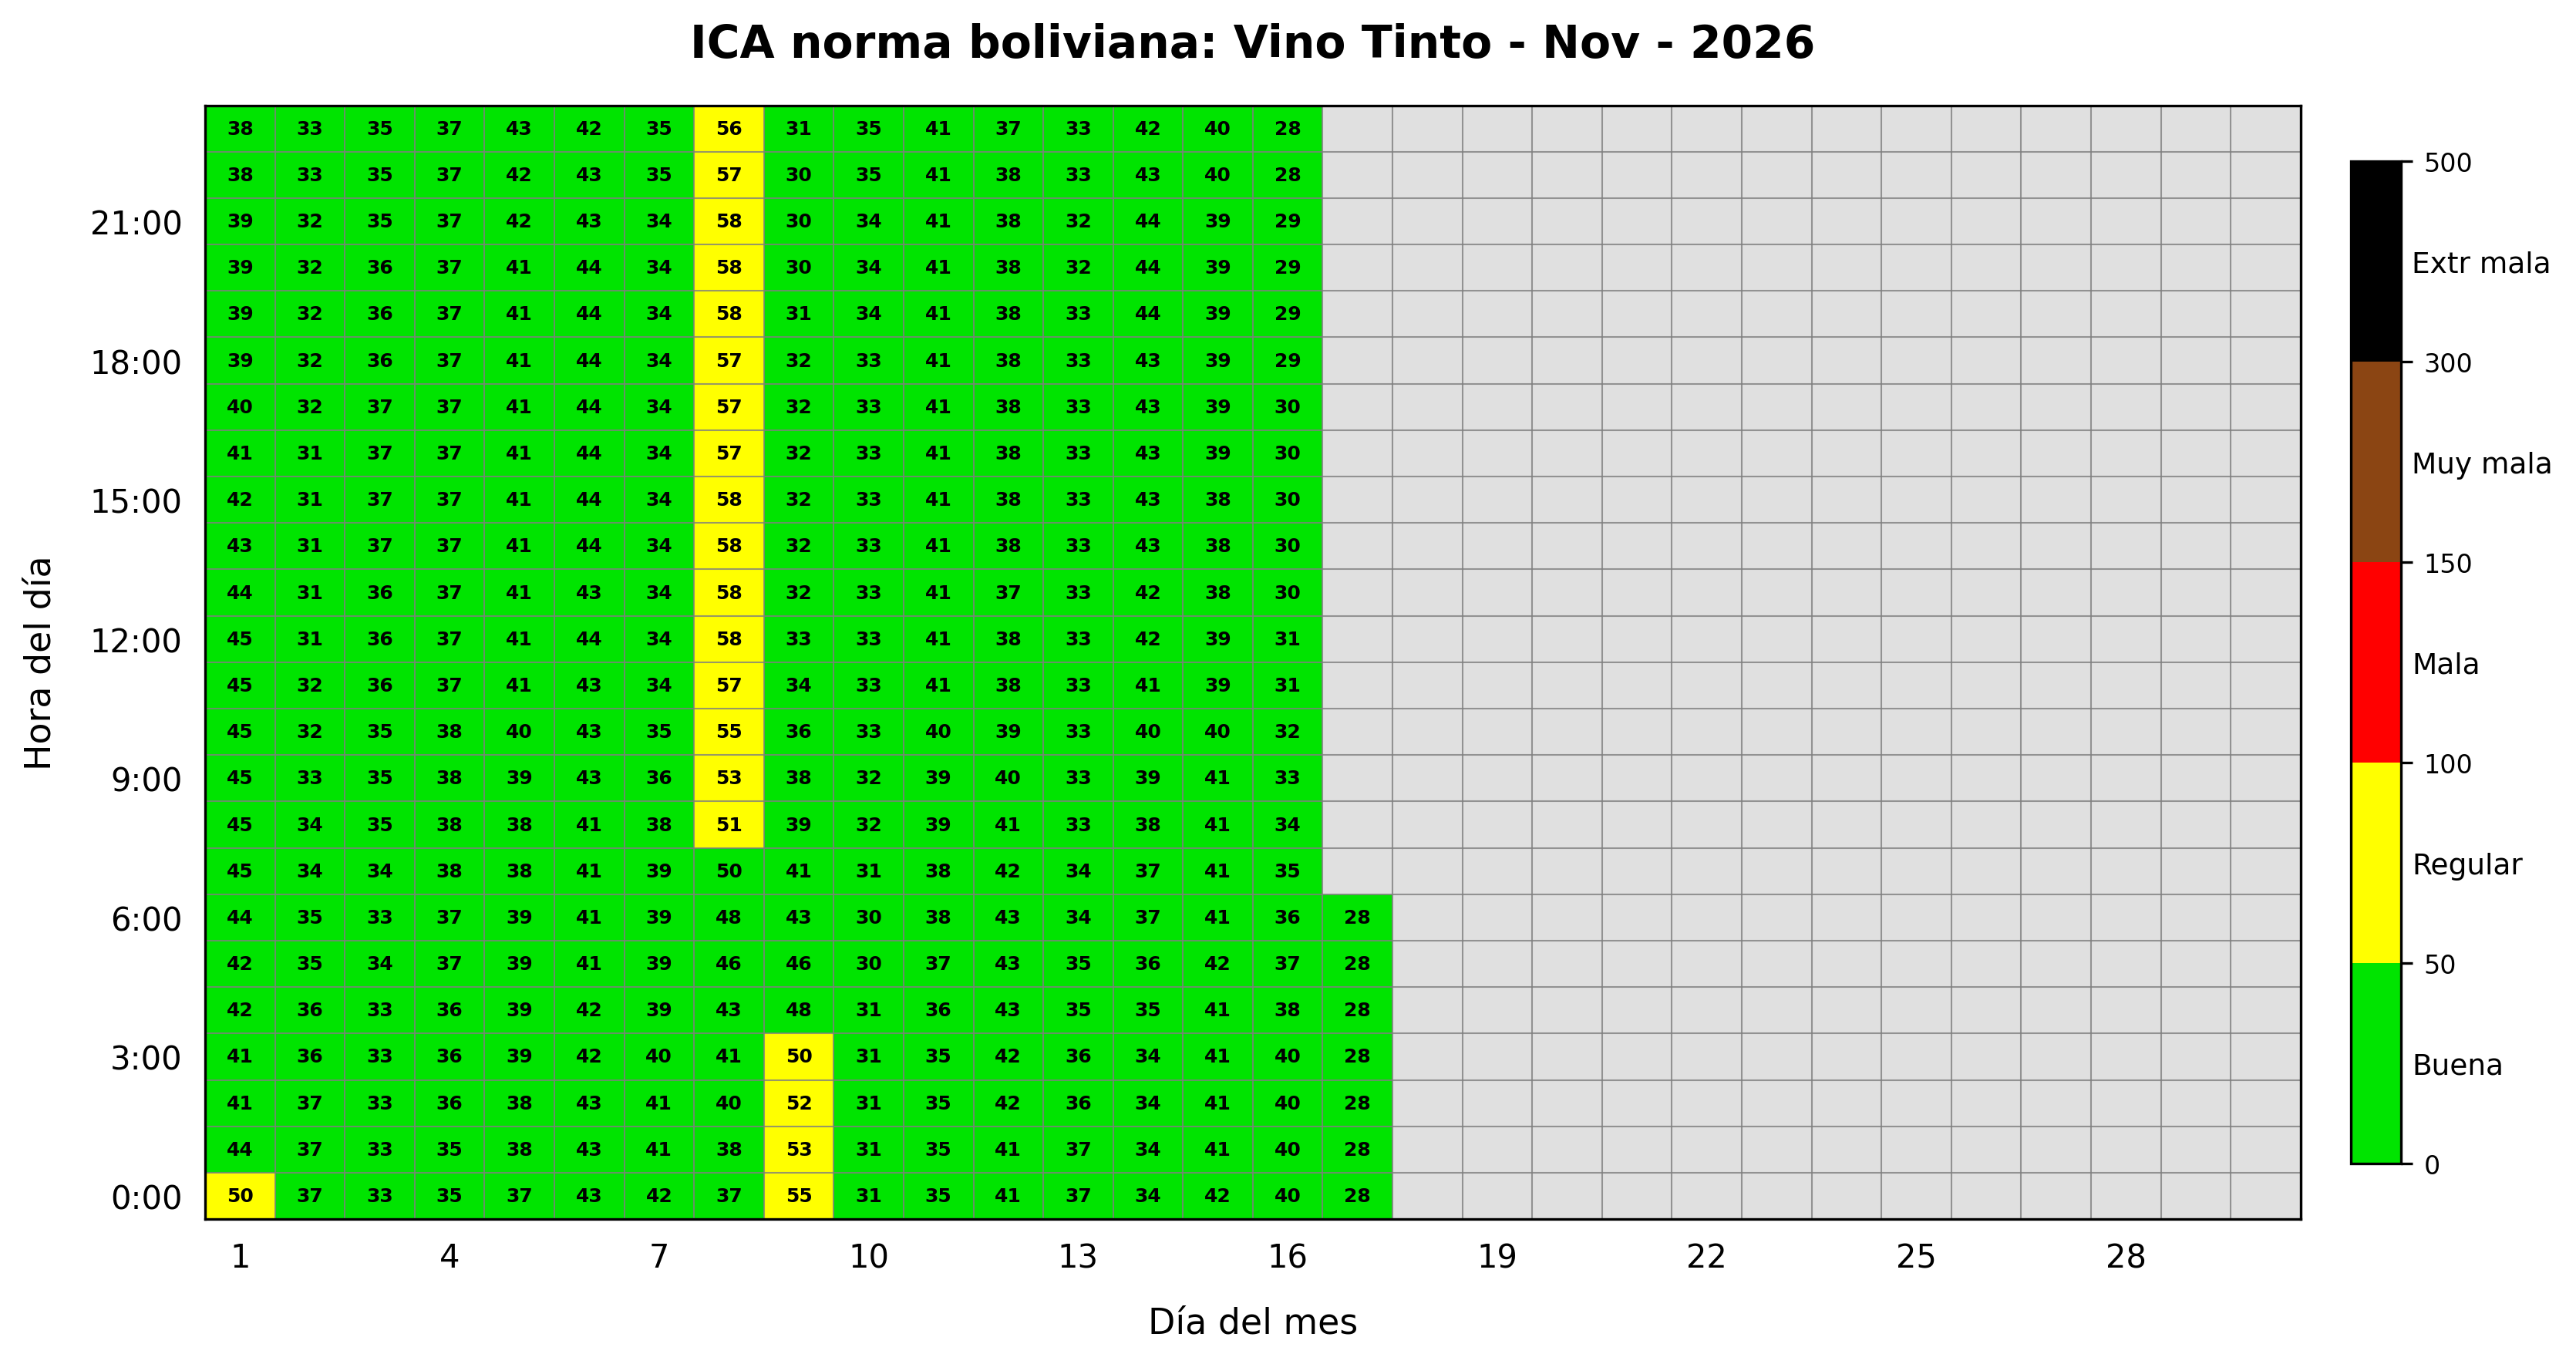 ICA norma boliviana: Vino Tinto - Nov - 2026
38 33 35 37 43 42 35 56 31 35 41 37 33 42 40 28
38 33 35 37 42 43 35 57 30 35 41 38 33 43 40 28
21:00 39 32 35 37 42 43 34 58 30 34 41 38 32 44 39 29
39 32 36 37 41 44 34 58 30 34 41 38 32 44 39 29
39 32 36 37 41 44 34 58 31 34 41 38 33 44 39 29
18:00 39 32 36 37 41 44 34 57 32 33 41 38 33 43 39 29
40 32 37 37 41 44 34 57 32 33 41 38 33 43 39 30
41 31 37 37 41 44 34 57 32 33 41 38 33 43 39 30
15:00 42 31 37 37 41 44 34 58 32 33 41 38 33 43 38 30
43 31 37 37 41 44 34 58 32 33 41 38 33 43 38 30
44 31 36 37 41 43 34 58 32 33 41 37 33 42 38 30
12:00 45 31 36 37 41 44 34 58 33 33 41 38 33 42 39 31
45 32 36 37 41 43 34 57 34 33 41 38 33 41 39 31
45 32 35 38 40 43 35 55 36 33 40 39 33 40 40 32
9:00 45 33 35 38 39 43 36 53 38 32 39 40 33 39 41 33
45 34 35 38 38 41 38 51 39 32 39 41 33 38 41 34
45 34 34 38 38 41 39 50 41 31 38 42 34 37 41 35
6:00 44 35 33 37 39 41 39 48 43 30 38 43 34 37 41 36 28
42 35 34 37 39 41 39 46 46 30 37 43 35 36 42 37 28
42 36 33 36 39 42 39 43 48 31 36 43 35 35 41 38 28
3:00 41 36 33 36 39 42 40 41 50 31 35 42 36 34 41 40 28
41 37 33 36 38 43 41 40 52 31 35 42 36 34 41 40 28
44 37 33 35 38 43 41 38 53 31 35 41 37 34 41 40 28
0:00 50 37 33 35 37 43 42 37 55 31 35 41 37 34 42 40 28
1 4 7 10 13 16 19 22 25 28
Día del mes
Hora del día
500
Extr mala
300
Muy mala
150
Mala
100
Regular
50
Buena
0